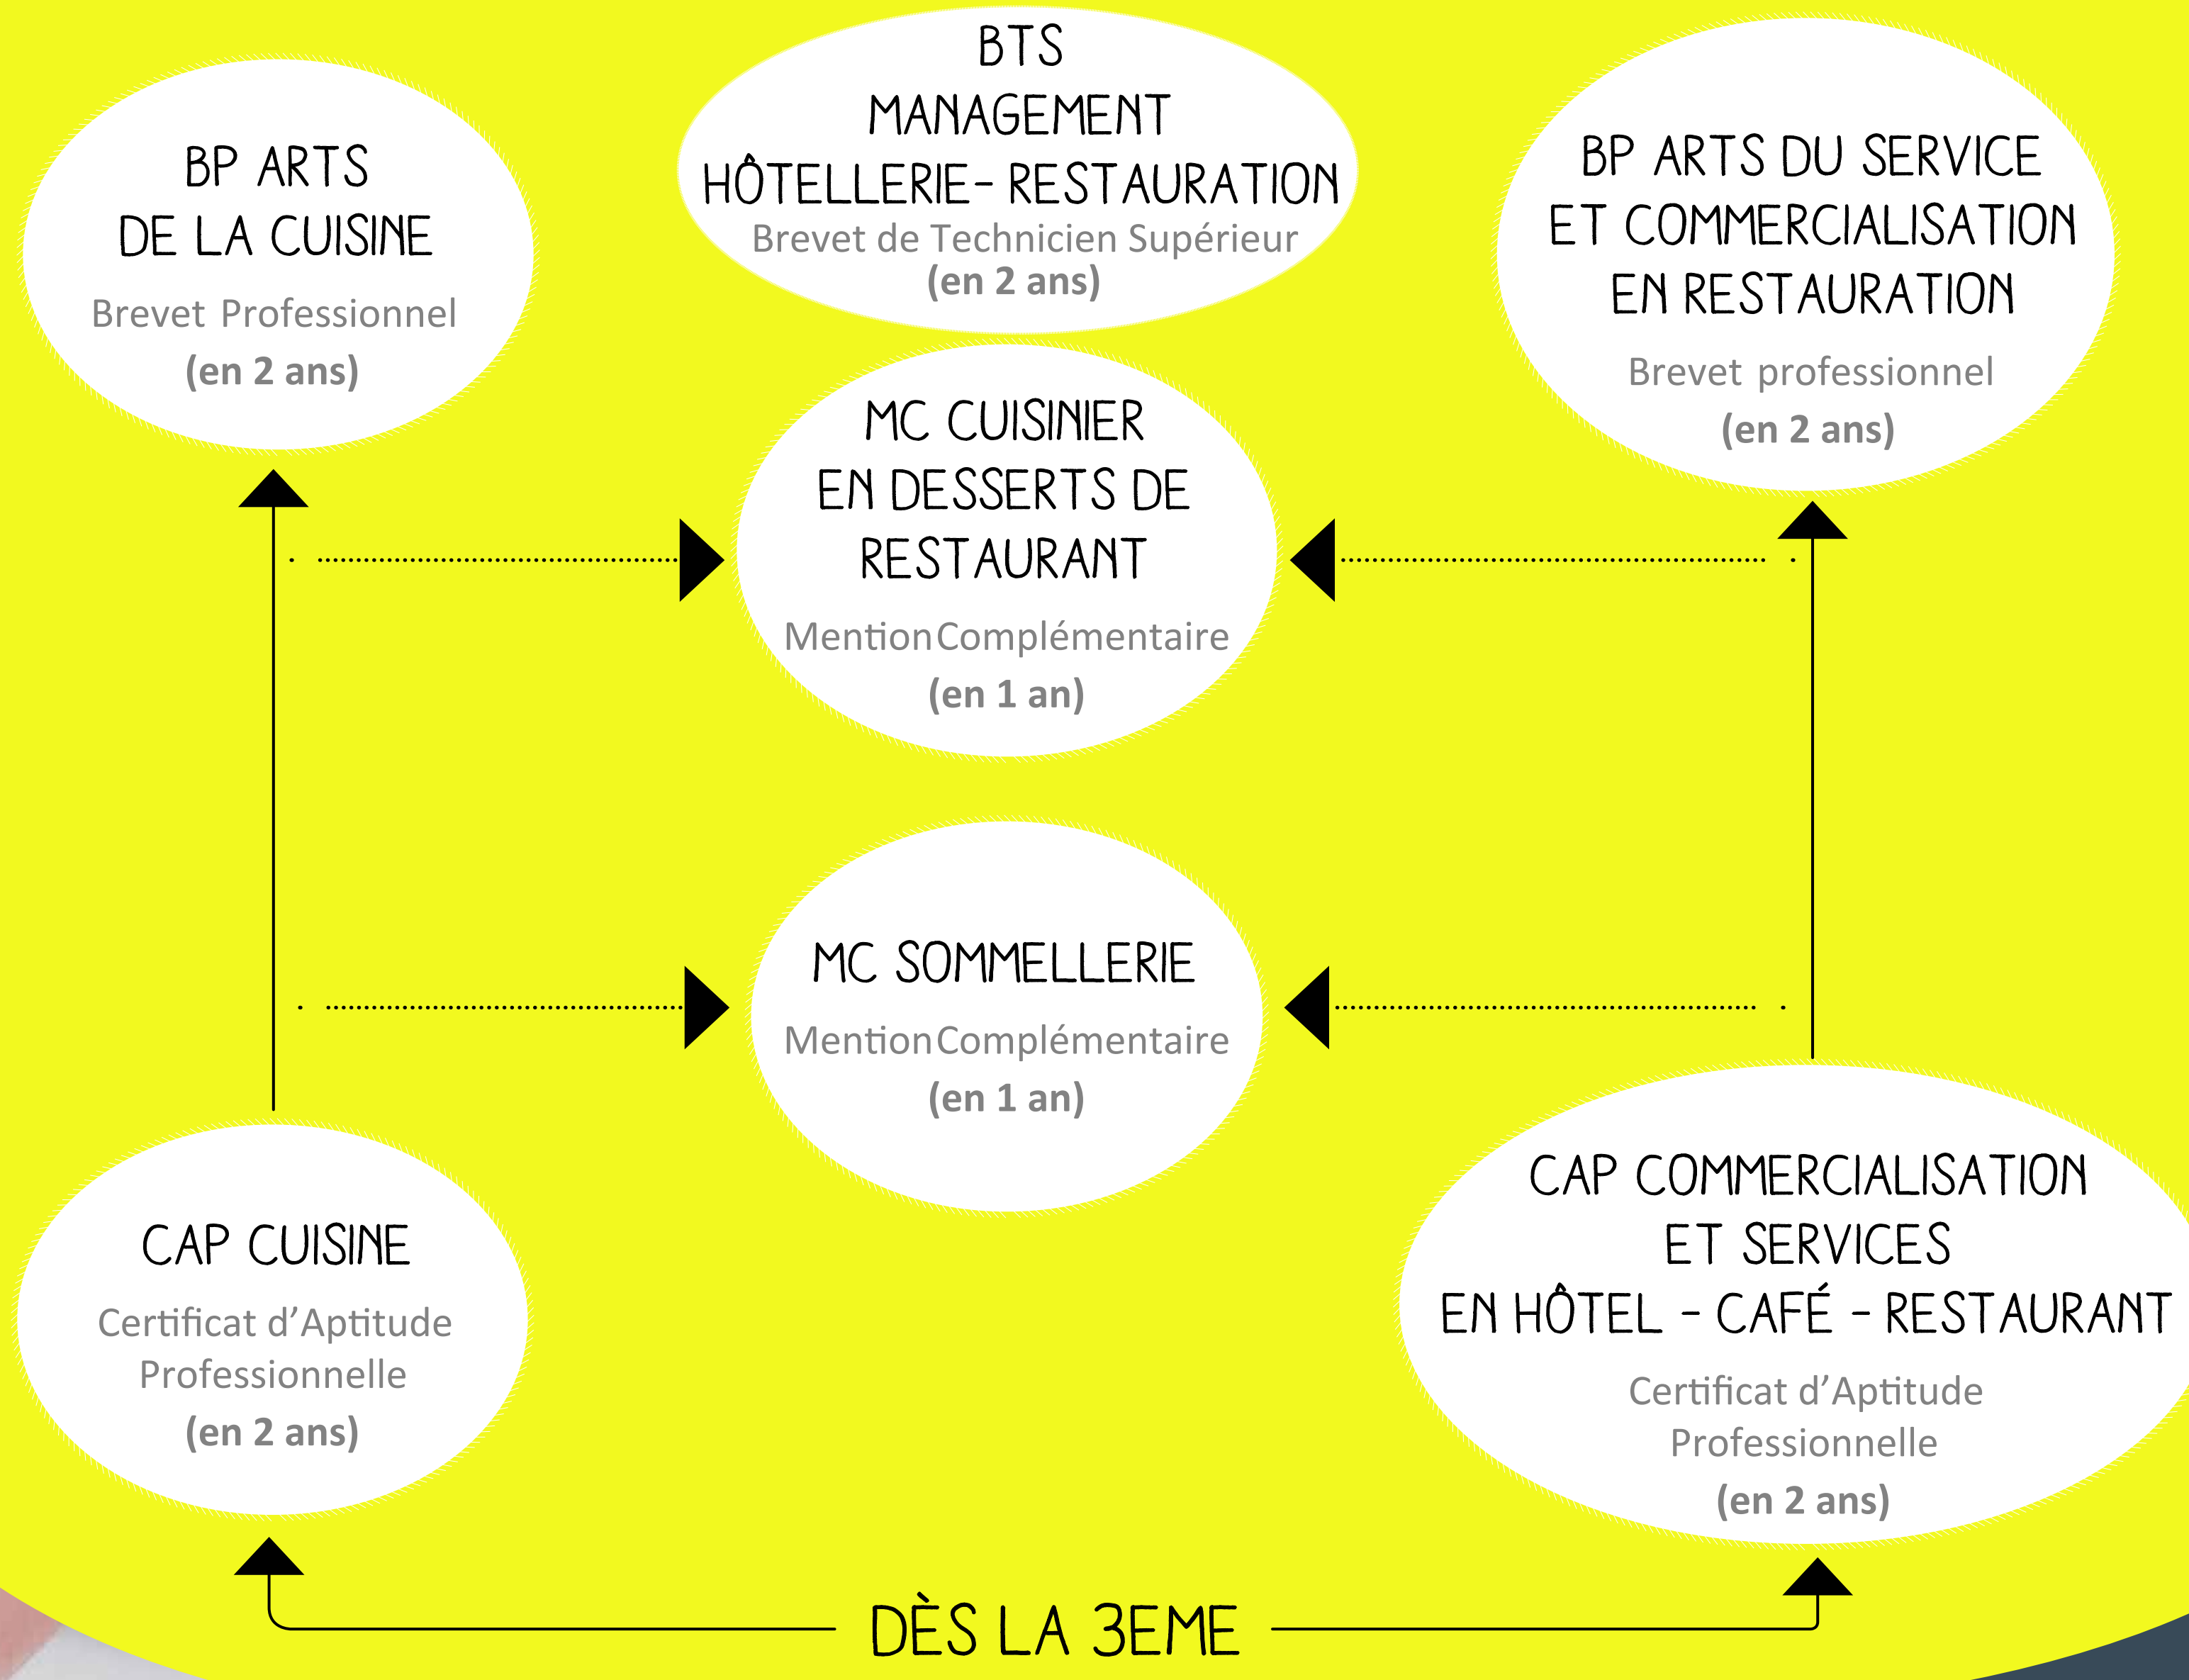 BTS
MANAGEMENT
HÔTELLERIE- RESTAURATION
Brevet de Technicien Supérieur
(en 2 ans)
BP ARTS
DE LA CUISINE
Brevet Professionnel
(en 2 ans)
BP ARTS DU SERVICE
ET COMMERCIALISATION
EN RESTAURATION
Brevet professionnel
(en 2 ans)
MC CUISINIER
EN DESSERTS DE
RESTAURANT
Mention Complémentaire
(en 1 an)
MC SOMMELLERIE
Mention Complémentaire
(en 1 an)
CAP CUISINE
Certificat d’Aptitude
Professionnelle
(en 2 ans)
CAP COMMERCIALISATION
ET SERVICES
EN HÔTEL - CAFÉ - RESTAURANT
Certificat d’Aptitude
Professionnelle
(en 2 ans)
DÈS LA 3EME